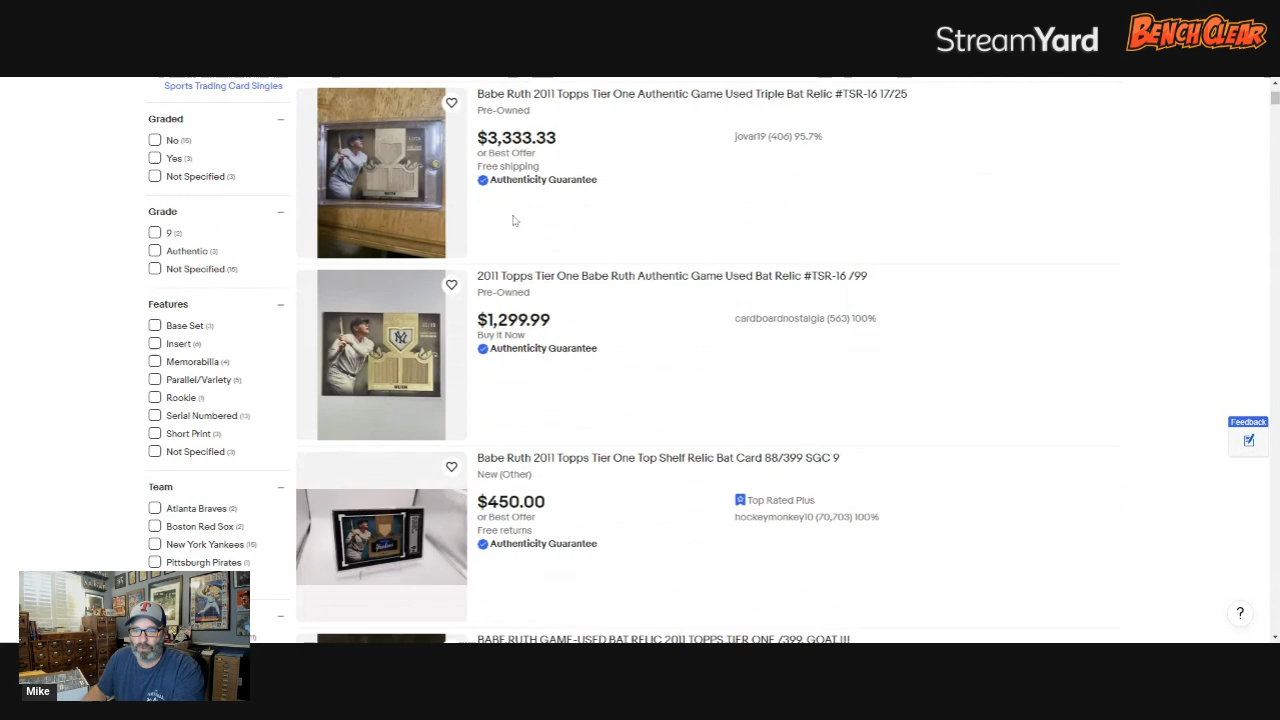 StreamYard
BENCHCLEAR
Sports Trading Card Singles
Graded
No (15)
Yes (3)
Not Specified (3)
Grade
9 (2)
Authentic (3)
Not Specified (15)
Features
Base Set (3)
Insert (6)
Memorabilia (4)
Parallel/Variety (5)
Rookie (1)
Serial Numbered (13)
Short Print (3)
Not Specified (3)
Team
Atlanta Braves (2)
Boston Red Sox (2)
New York Yankees (15)
Pittsburgh Pirates (1)
Babe Ruth 2011 Topps Tier One Authentic Game Used Triple Bat Relic #TSR-16 17/25
Pre-Owned
$3,333.33
or Best Offer
Free shipping
Authenticity Guarantee
jovar19 (406) 95.7%
2011 Topps Tier One Babe Ruth Authentic Game Used Bat Relic #TSR-16 /99
Pre-Owned
$1,299.99
Buy It Now
Authenticity Guarantee
cardboardnostalgia (563) 100%
Babe Ruth 2011 Topps Tier One Top Shelf Relic Bat Card 88/399 SGC 9
New (Other)
$450.00
or Best Offer
Free returns
Authenticity Guarantee
Top Rated Plus
hockeymonkey10 (70,703) 100%
BABE RUTH GAME-USED BAT RELIC 2011 TOPPS TIER ONE /399. GOAT !!!
Feedback
?
Mike